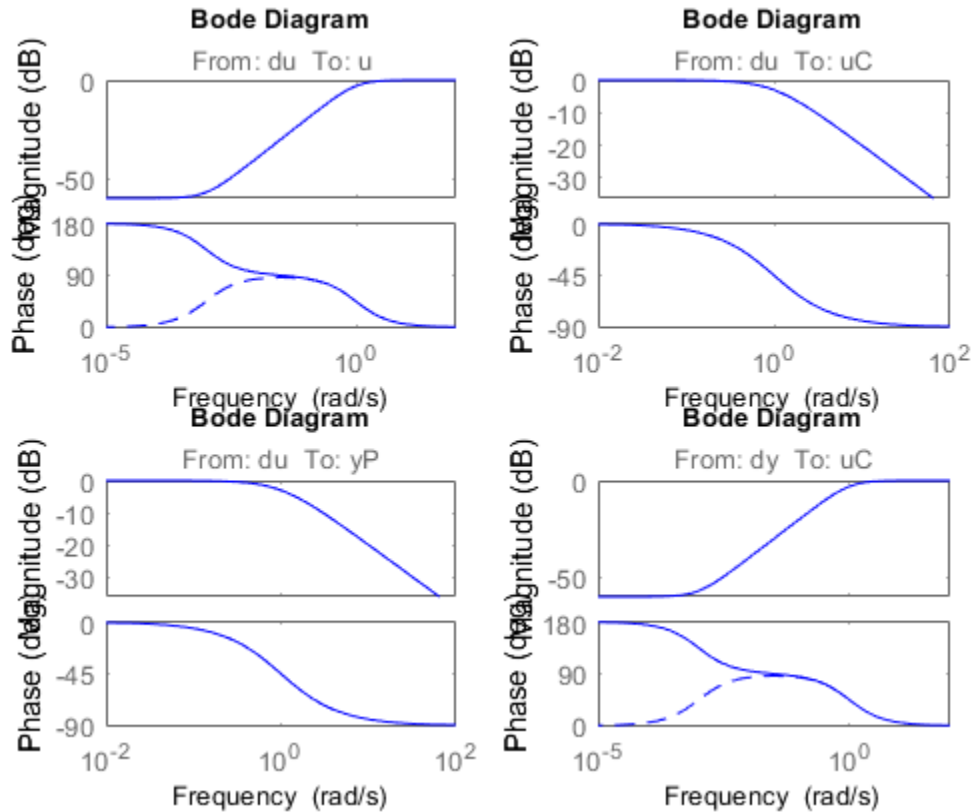 Bode Diagram
From: du To: u
Magnitude (dB)
0
-50
Phase (deg)
180
90
0
10^-5
10^0
Frequency (rad/s)
Bode Diagram
From: du To: uC
Magnitude (dB)
0
-10
-20
-30
Phase (deg)
0
-45
-90
10^-2
10^0
10^2
Frequency (rad/s)
Bode Diagram
From: du To: yP
Magnitude (dB)
0
-10
-20
-30
Phase (deg)
0
-45
-90
10^-2
10^0
10^2
Frequency (rad/s)
Bode Diagram
From: dy To: uC
Magnitude (dB)
0
-50
Phase (deg)
180
90
0
10^-5
10^0
Frequency (rad/s)